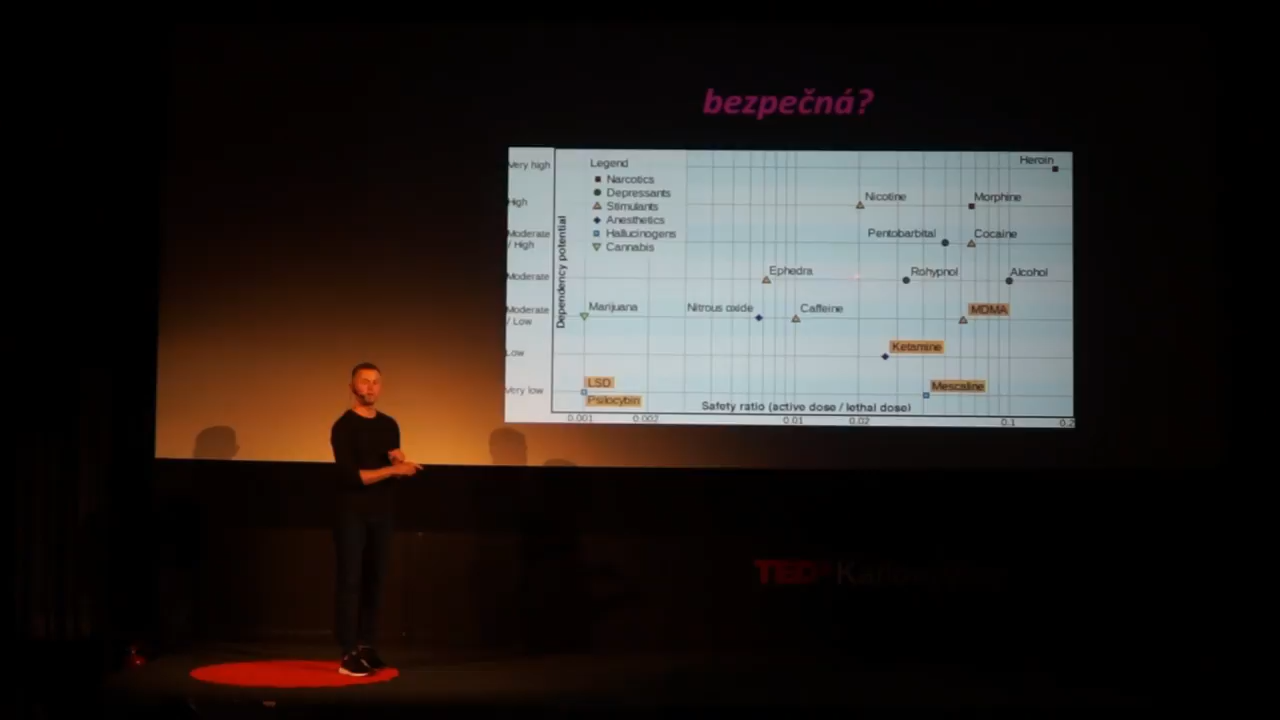 bezpečná?
Very high
High
Moderate
/ High
Moderate
Moderate
/ Low
Low
Very low
Dependency potential
Legend
Narcotics
Depressants
Stimulants
Anesthetics
Hallucinogens
Cannabis
Heroin
Nicotine
Morphine
Pentobarbital
Cocaine
Ephedra
Rohypnol
Alcohol
Marijuana
Nitrous oxide
Caffeine
MDMA
Ketamine
LSD
Mescaline
Psilocybin
Safety ratio (active dose / lethal dose)
0.001 0.002 0.01 0.02 0.1 0.2
TEDx